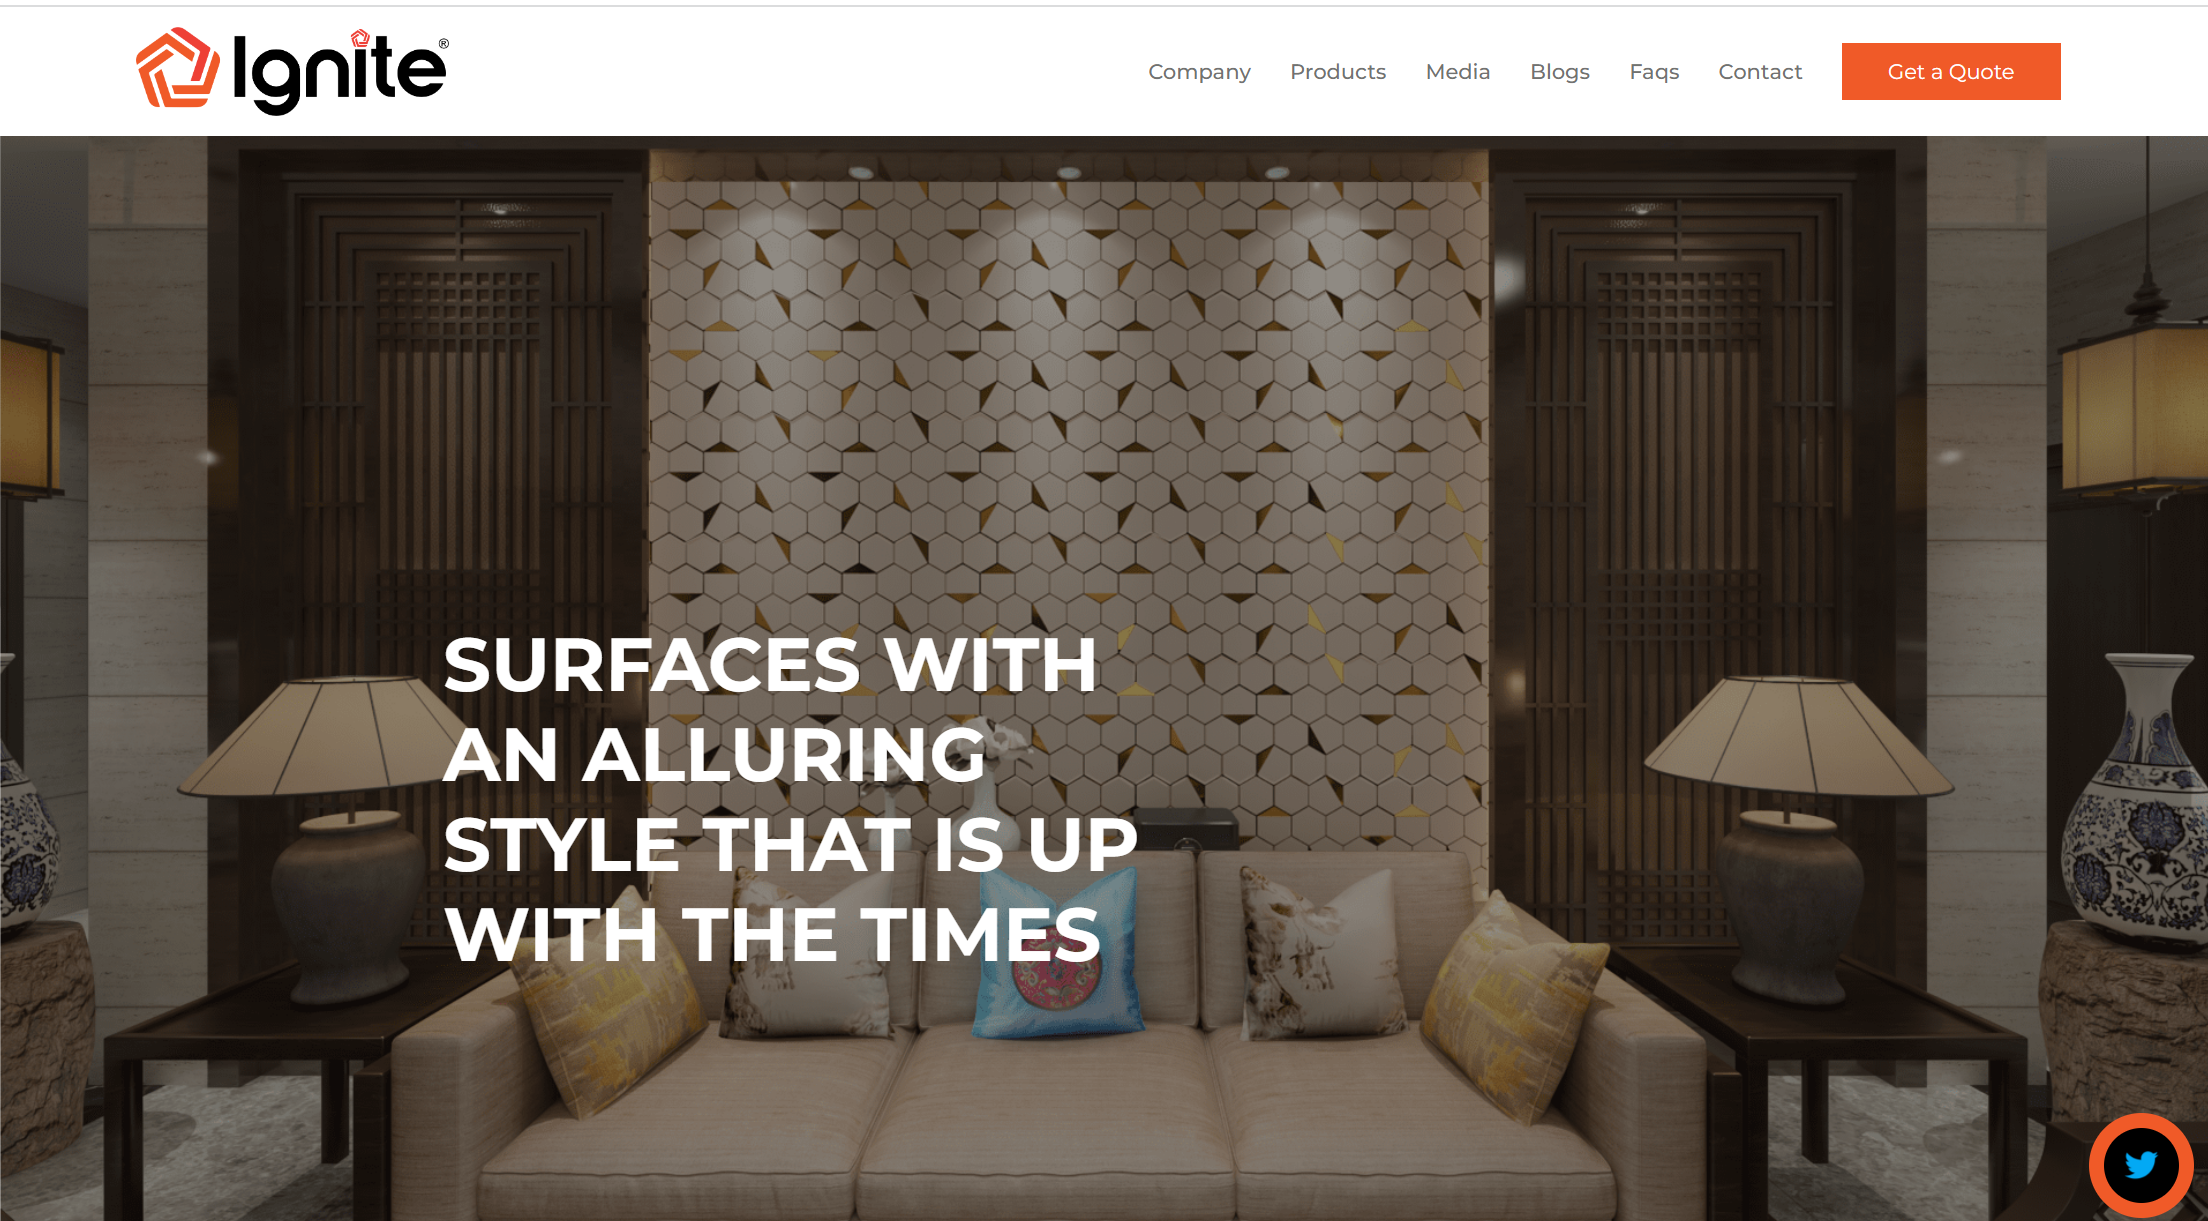 Ignite®
Company Products Media Blogs Faqs Contact Get a Quote
SURFACES WITH
AN ALLURING
STYLE THAT IS UP
WITH THE TIMES